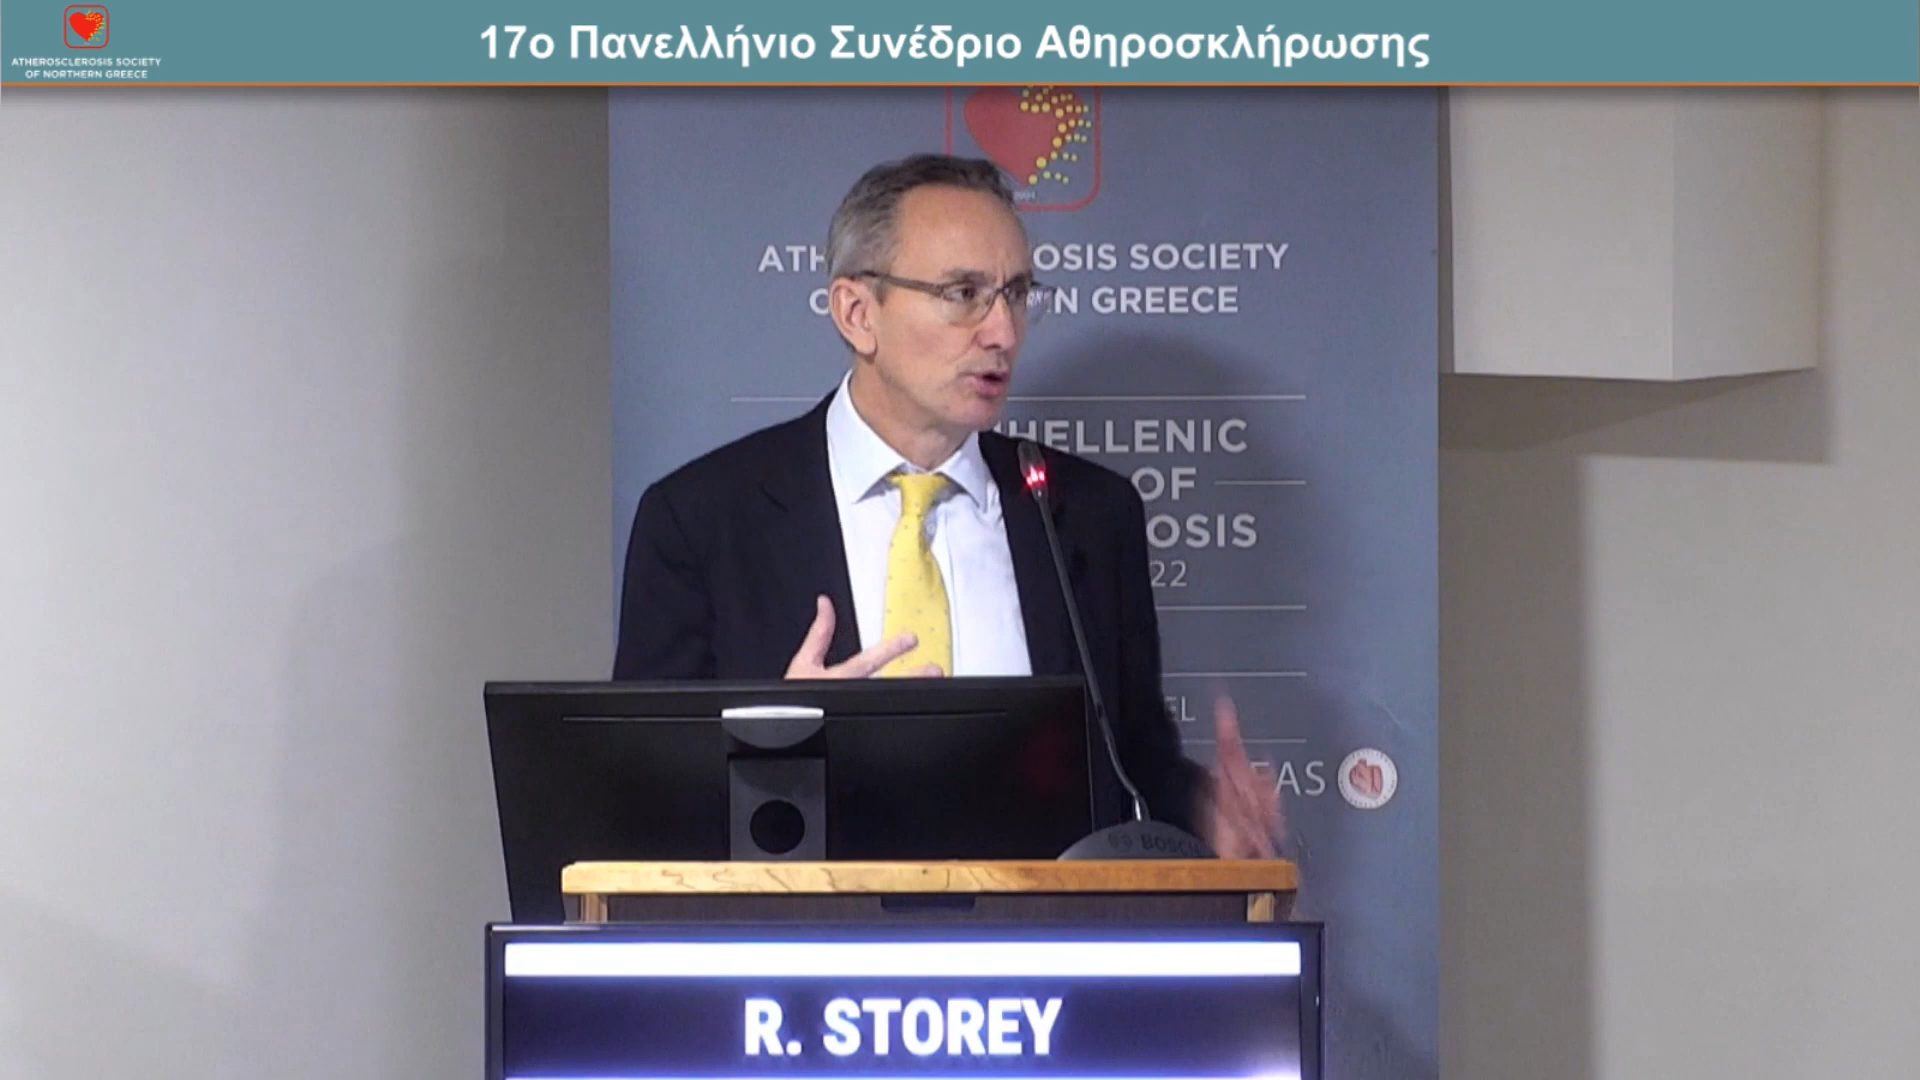 17ο Πανελλήνιο Συνέδριο Αθηροσκλήρωσης
ATHEROSCLEROSIS SOCIETY
OF NORTHERN GREECE
OSIS SOCIETY
GREECE
HELLENIC
OF
OSIS
22
EL
EAS
BOSCH
R. STOREY